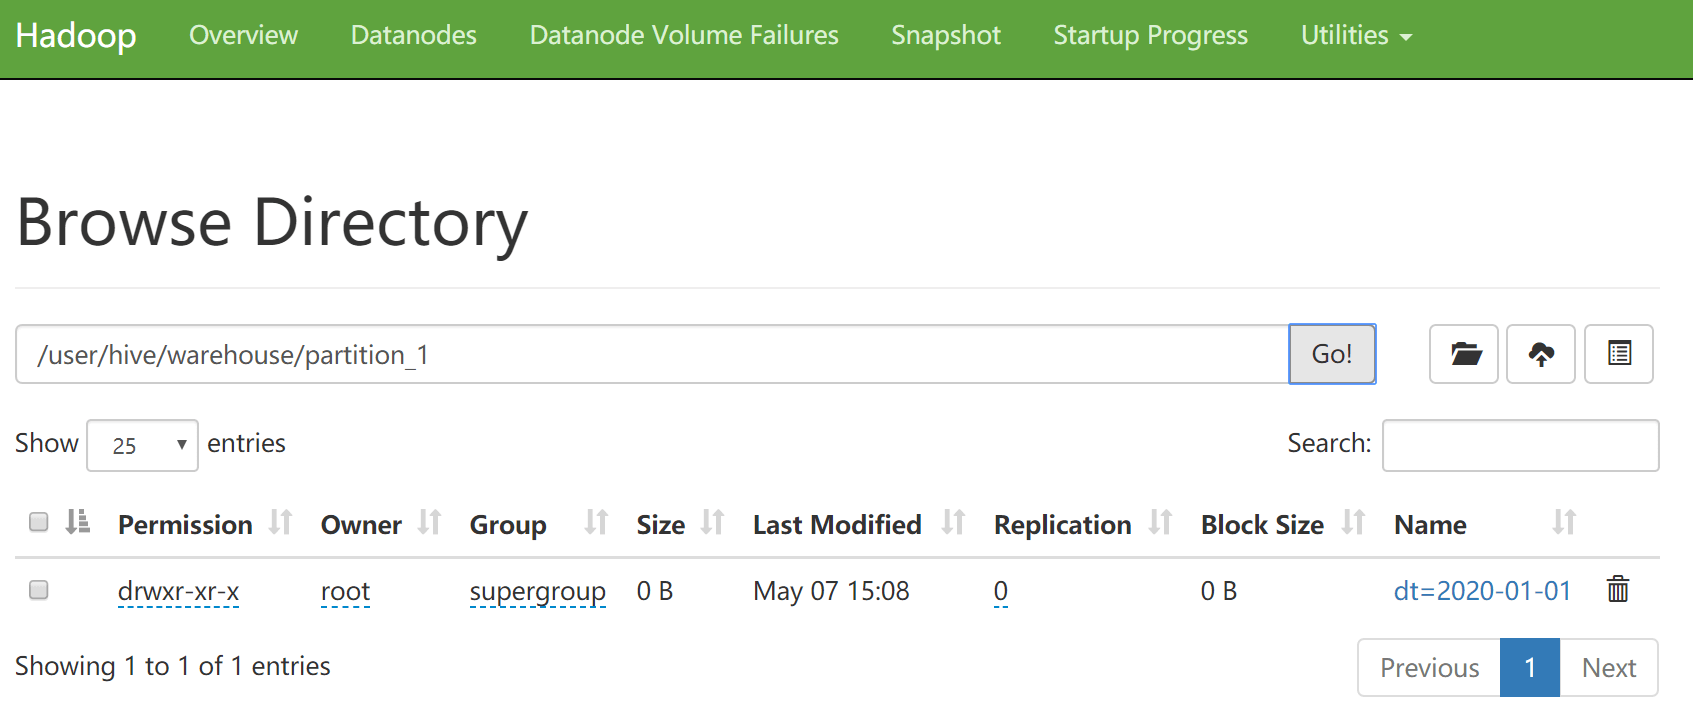 Hadoop Overview Datanodes Datanode Volume Failures Snapshot Startup Progress Utilities
Browse Directory
/user/hive/warehouse/partition_1 Go!
Show 25 entries Search:
Permission Owner Group Size Last Modified Replication Block Size Name
drwxr-xr-x root supergroup 0 B May 07 15:08 0 0 B dt=2020-01-01
Showing 1 to 1 of 1 entries Previous 1 Next